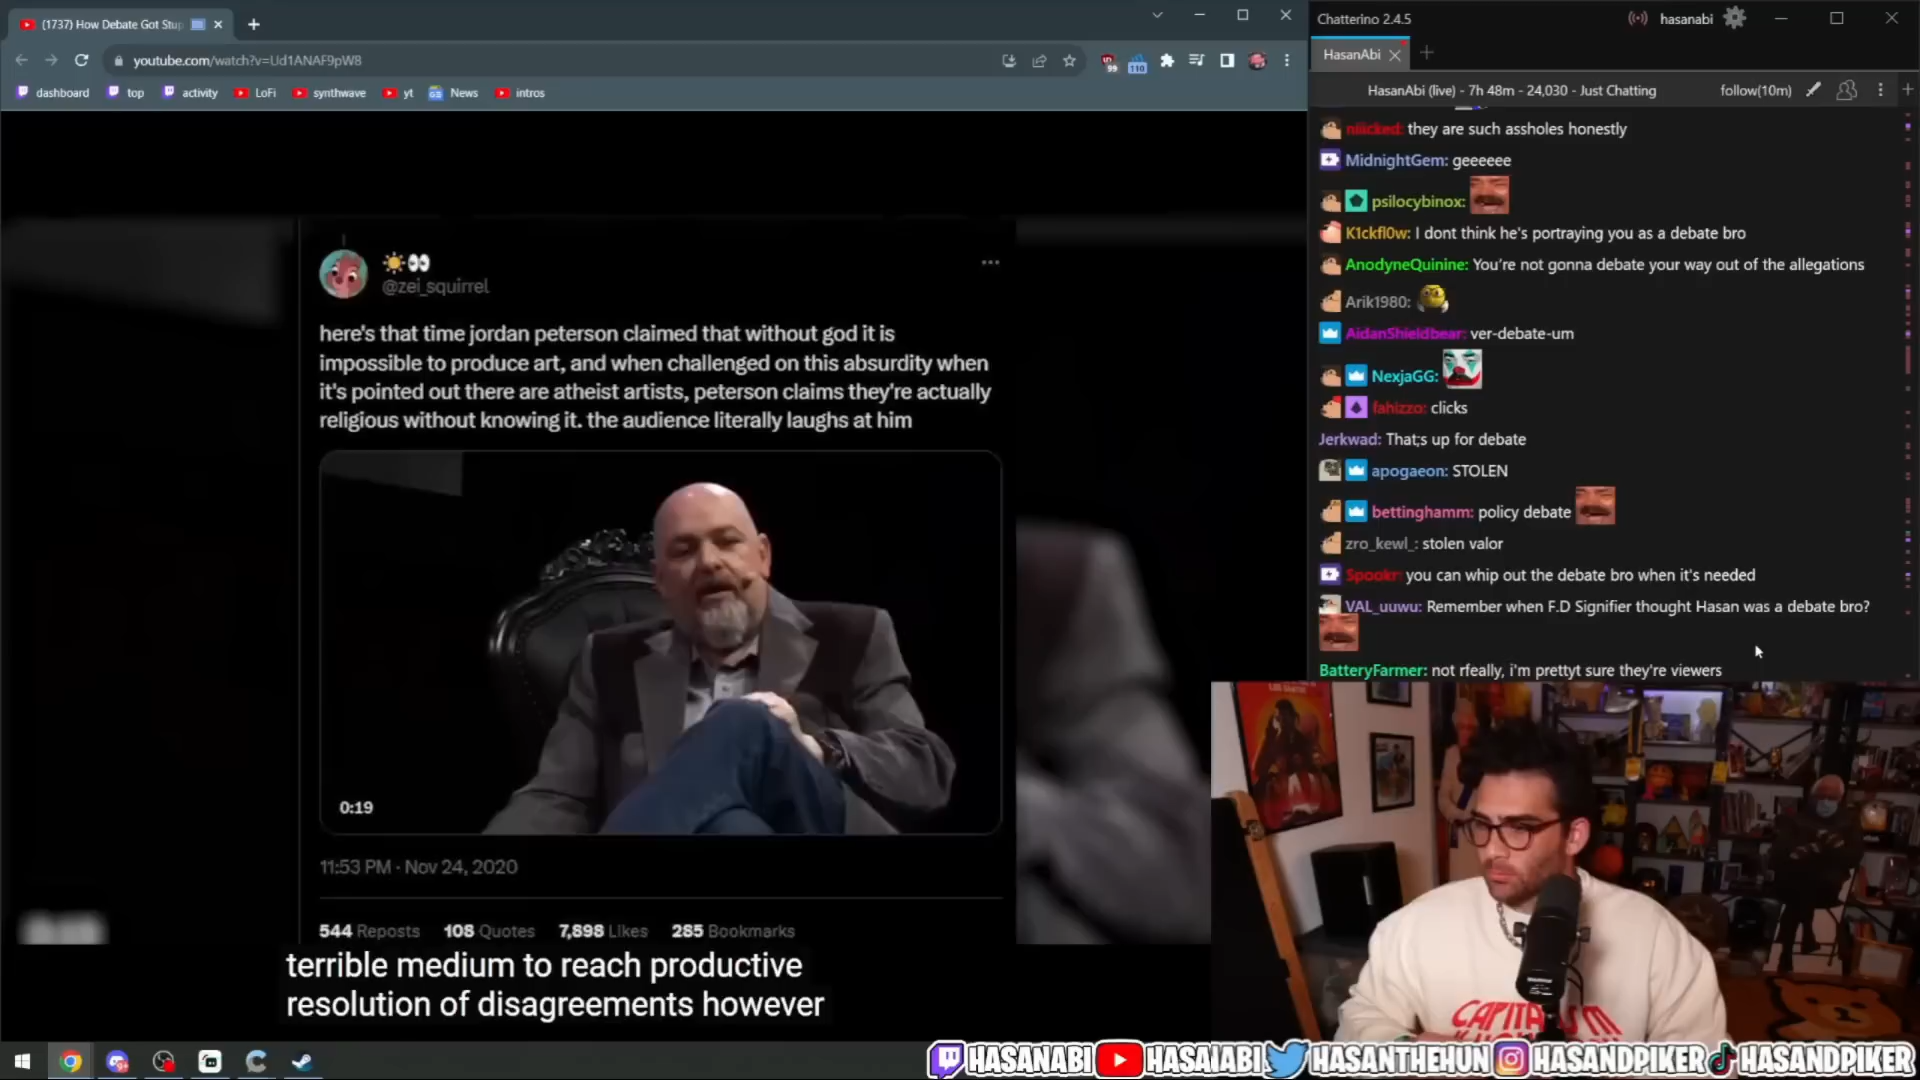 (1737) How Debate Got Stup
youtube.com/watch?v=Ud1ANAF9pW8
99
110
dashboard
top
activity
LoFi
synthwave
yt
News
intros
@zei_squirrel
here's that time jordan peterson claimed that without god it is
impossible to produce art, and when challenged on this absurdity when
it's pointed out there are atheist artists, peterson claims they're actually
religious without knowing it. the audience literally laughs at him
0:19
11:53 PM · Nov 24, 2020
544 Reposts 108 Quotes 7,898 Likes 285 Bookmarks
terrible medium to reach productive
resolution of disagreements however
Chatterino 2.4.5
hasanabi
HasanAbi
HasanAbi (live) - 7h 48m - 24,030 - Just Chatting
follow(10m)
niiicked: they are such assholes honestly
MidnightGem: geeeeee
psilocybinox:
K1ckfl0w: I dont think he's portraying you as a debate bro
AnodyneQuinine: You're not gonna debate your way out of the allegations
Arik1980:
AidanShieldbear: ver-debate-um
NexjaGG:
fahizzo: clicks
Jerkwad: That;s up for debate
apogaeon: STOLEN
bettinghamm: policy debate
zro_kewl_: stolen valor
Spookr: you can whip out the debate bro when it's needed
VAL_uuwu: Remember when F.D Signifier thought Hasan was a debate bro?
BatteryFarmer: not rfeally, i'm prettyt sure they're viewers
HASANABI
HASANABI
HASANTHEHUN
HASANDPIKER
HASANDPIKER